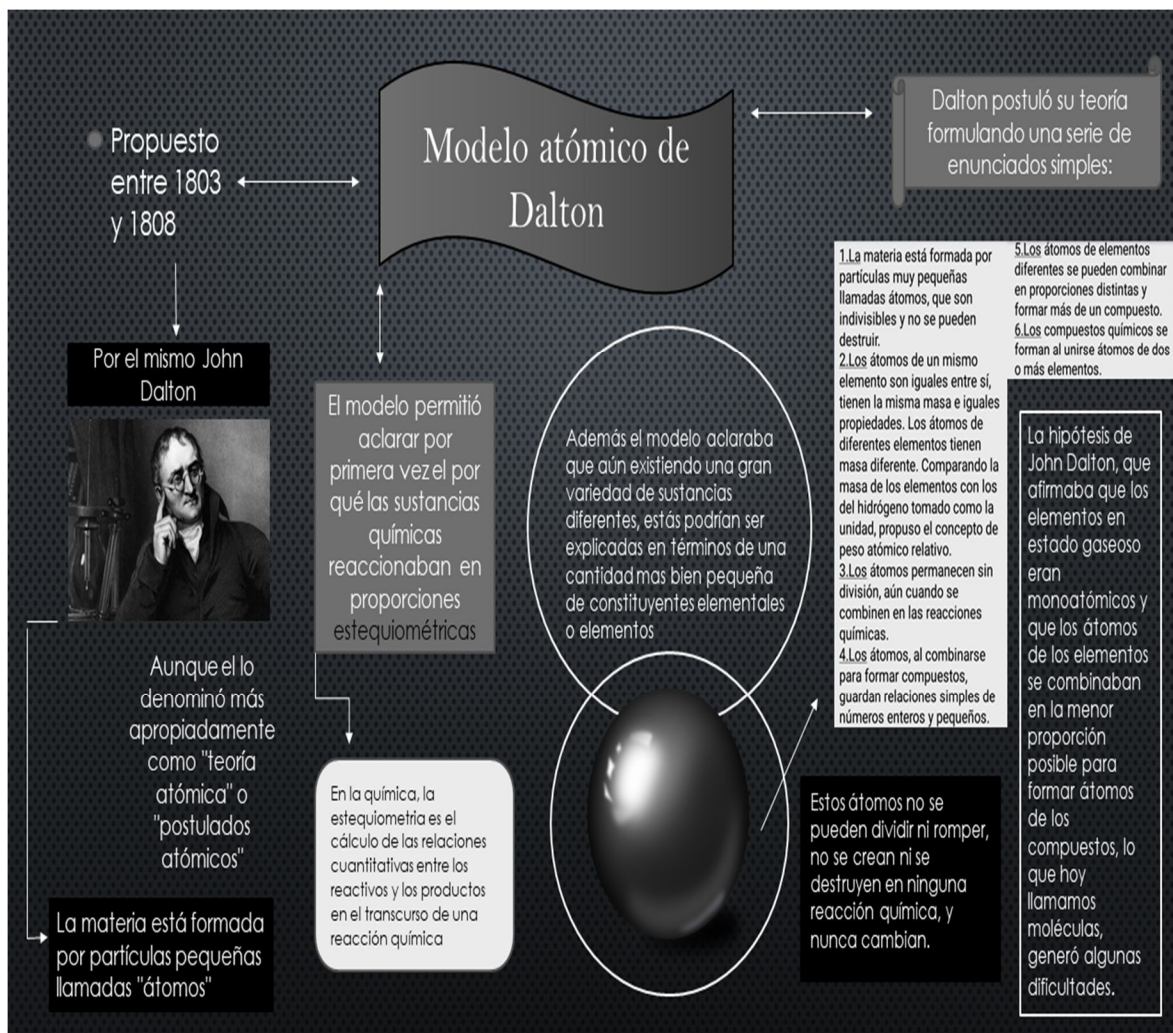 Modelo atómico de
Dalton
Propuesto
entre 1803
y 1808
Por el mismo John
Dalton
Aunque el lo
denominó más
apropiadamente
como "teoría
atómica" o
"postulados
atómicos"
La materia está formada
por partículas pequeñas
llamadas "átomos"
El modelo permitió
aclarar por
primera vez el por
qué las sustancias
químicas
reaccionaban en
proporciones
estequiométricas
En la química, la
estequiometria es el
cálculo de las relaciones
cuantitativas entre los
reactivos y los productos
en el transcurso de una
reacción química
Además el modelo aclaraba
que aún existiendo una gran
variedad de sustancias
diferentes, estás podrían ser
explicadas en términos de una
cantidad mas bien pequeña
de constituyentes elementales
o elementos
Dalton postuló su teoría
formulando una serie de
enunciados simples:
1.La materia está formada por
partículas muy pequeñas
llamadas átomos, que son
indivisibles y no se pueden
destruir.
2.Los átomos de un mismo
elemento son iguales entre sí,
tienen la misma masa e iguales
propiedades. Los átomos de
diferentes elementos tienen
masa diferente. Comparando la
masa de los elementos con los
del hidrógeno tomado como la
unidad, propuso el concepto de
peso atómico relativo.
3.Los átomos permanecen sin
división, aún cuando se
combinen en las reacciones
químicas.
4.Los átomos, al combinarse
para formar compuestos,
guardan relaciones simples de
números enteros y pequeños.
5.Los átomos de elementos
diferentes se pueden combinar
en proporciones distintas y
formar más de un compuesto.
6.Los compuestos químicos se
forman al unirse átomos de dos
o más elementos.
Estos átomos no se
pueden dividir ni romper,
no se crean ni se
destruyen en ninguna
reacción química, y
nunca cambian.
La hipótesis de
John Dalton, que
afirmaba que los
elementos en
estado gaseoso
eran
monoatómicos y
que los átomos
de los elementos
se combinaban
en la menor
proporción
posible para
formar átomos
de los
compuestos, lo
que hoy
llamamos
moléculas,
generó algunas
dificultades.